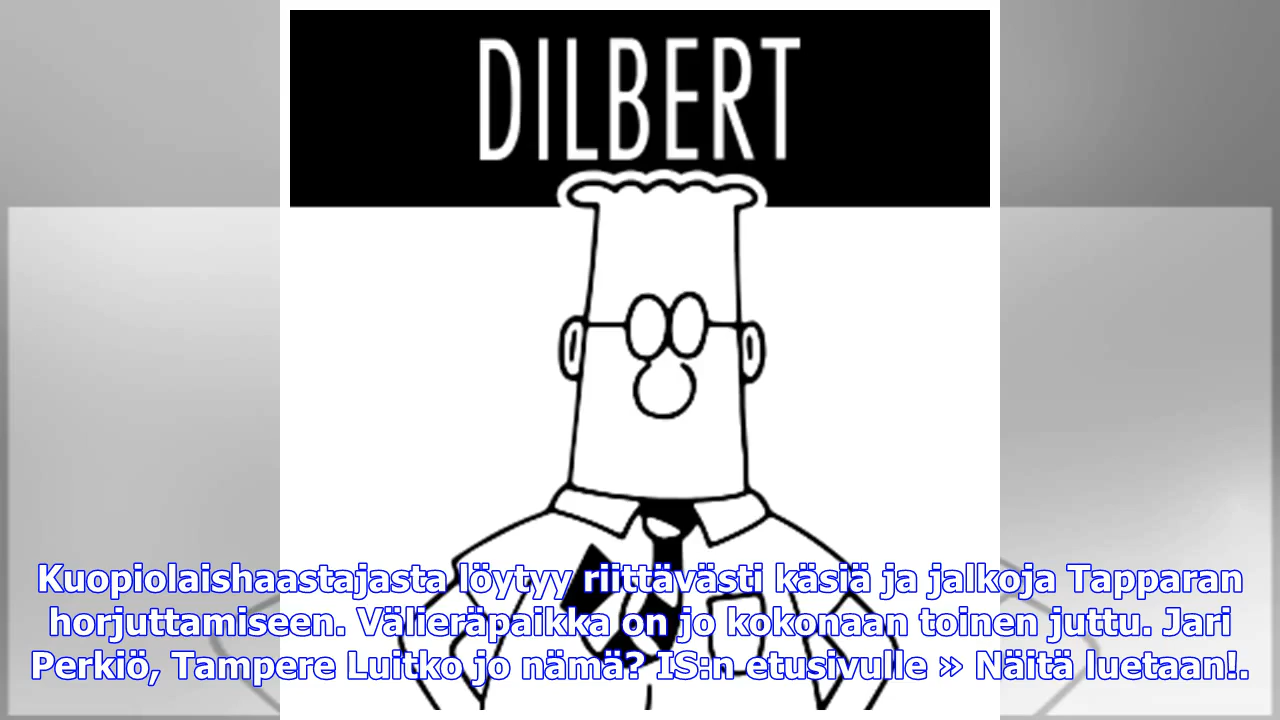 DILBERT
Kuopiolaishaastajasta löytyy riittävästi käsiä ja jalkoja Tapparan
horjuttamiseen. Välieräpaikka on jo kokonaan toinen juttu. Jari
Perkiö, Tampere Luitko jo nämä? IS:n etusivulle » Näitä luetaan!.